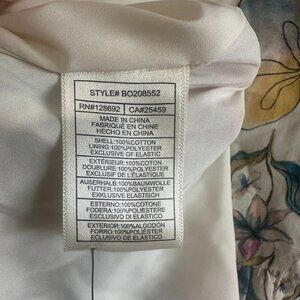 STYLE# BO208552
RN#128692 CA#25459
MADE IN CHINA
FABRIQUÉ EN CHINE
HECHO EN CHINA
SHELL:100%COTTON
LINING:100%POLYESTER
EXCLUSIVE OF ELASTIC
EXTÉRIEUR:100%COTON
DOUBLURE:100%POLYESTER
EXCLUSIF DE L'ÉLASTIQUE
AUßERHALB:100%BAUMWOLLE
FUTTER:100%POLYESTER
EXKLUSIVE ELASTISCH
ESTERNO:100%COTONE
FODERA:100%POLIESTERE
ESCLUSIVO DI ELASTICO
EXTERIOR:100%ALGODÓN
FORRO:100%POLIÉSTER
EXCLUSIVO DE ELÁSTICO